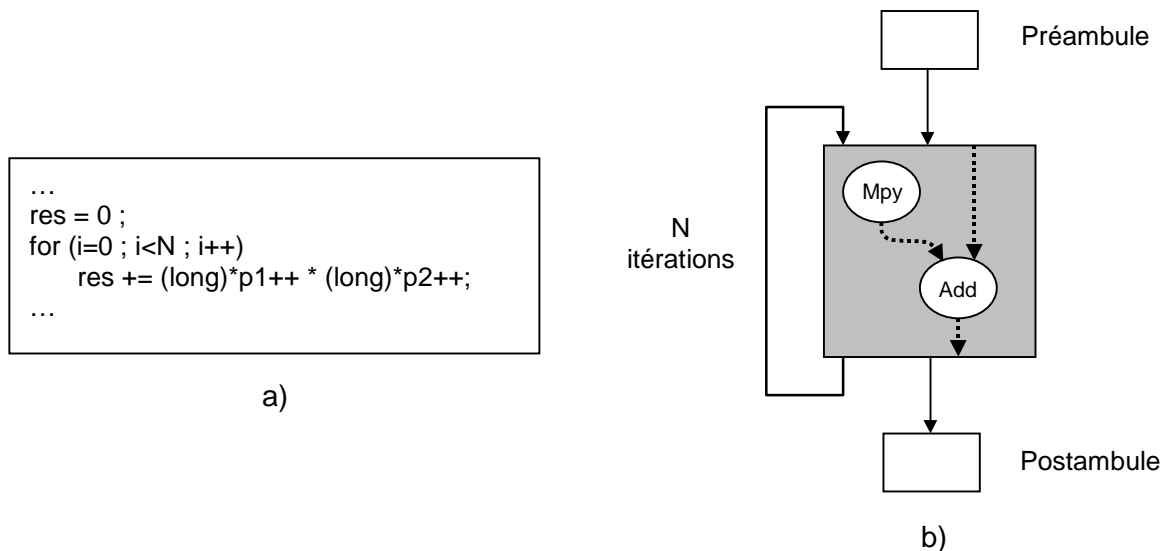 …
res = 0 ;
for (i=0 ; i<N ; i++)
res += (long)*p1++ * (long)*p2++;
…
a)
Préambule
Mpy
N
itérations
Add
Postambule
b)